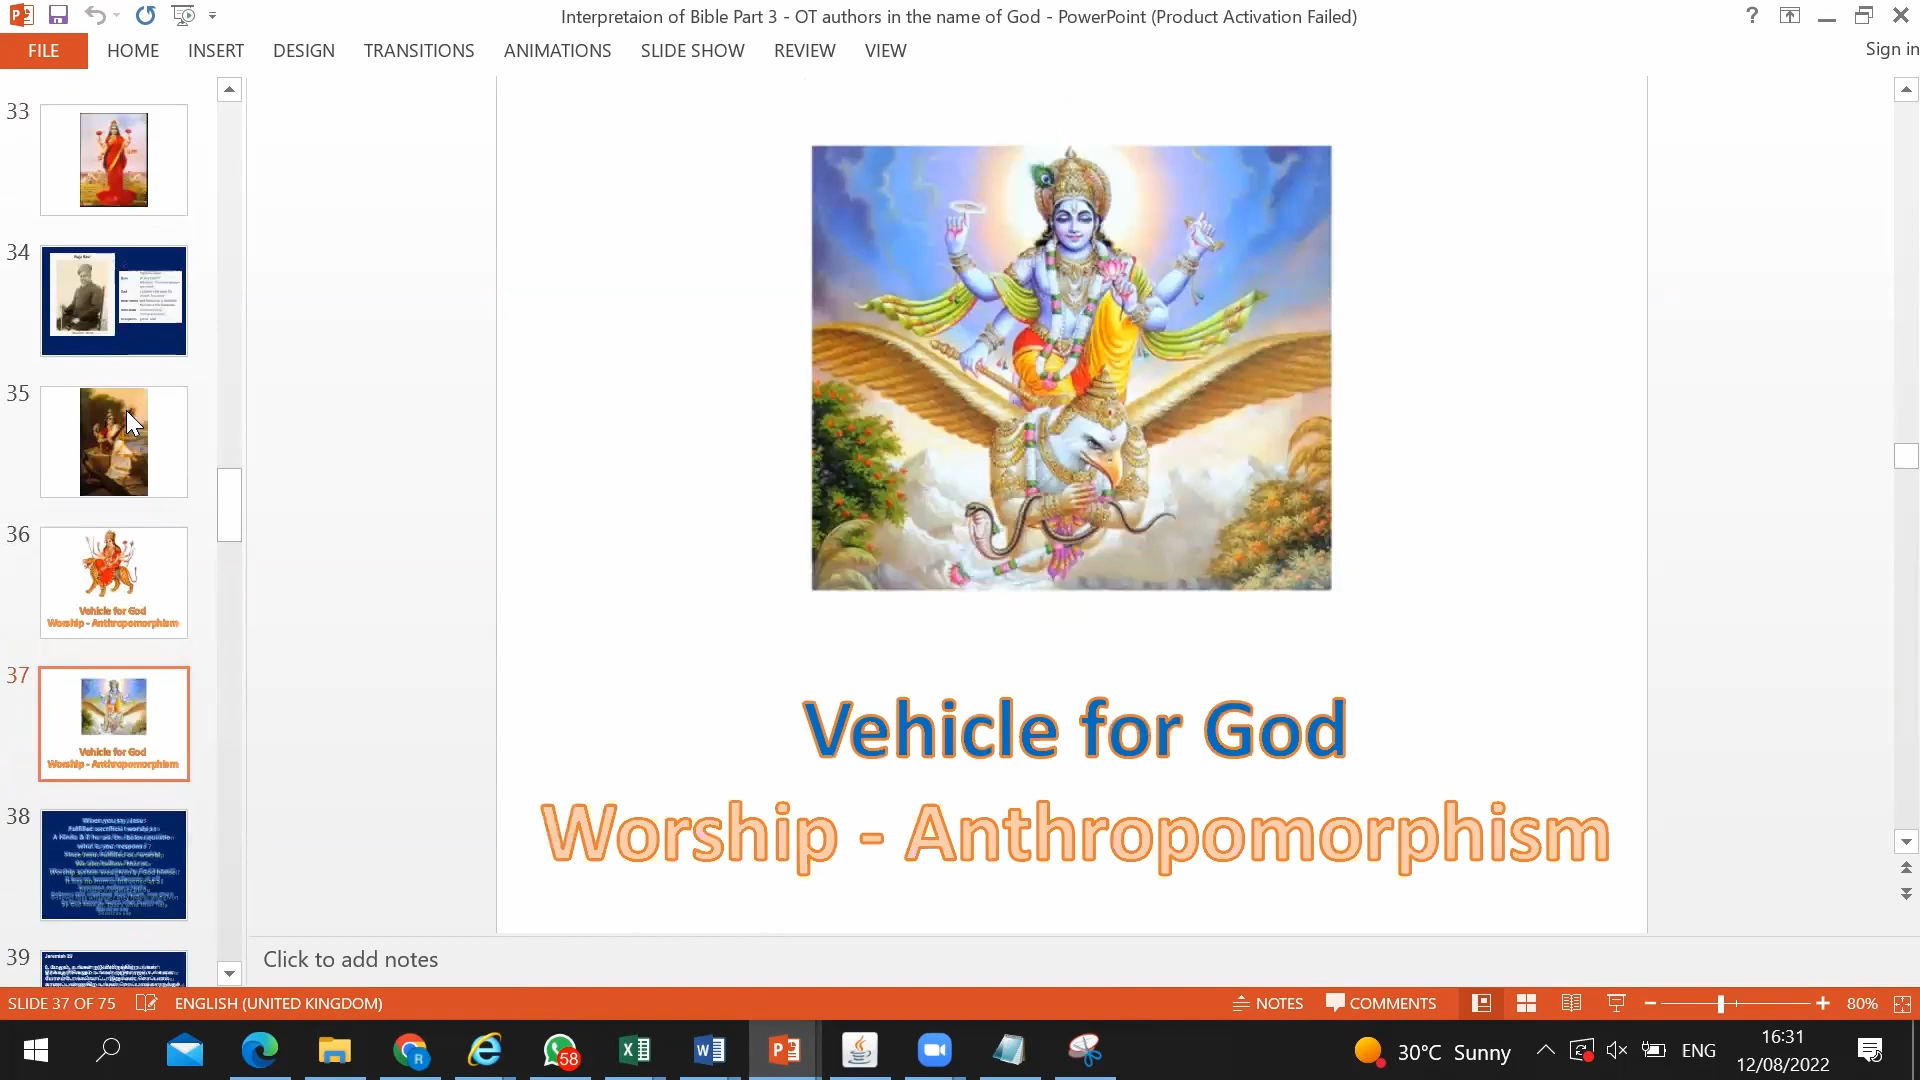 Interpretaion of Bible Part 3 - OT authors in the name of God - PowerPoint (Product Activation Failed)
FILE HOME INSERT DESIGN TRANSITIONS ANIMATIONS SLIDE SHOW REVIEW VIEW
Sign in
33
34
35
36
Vehicle for God
Worship - Anthropomorphism
37
Vehicle for God
Worship - Anthropomorphism
38
39
Jeremiah 29
Vehicle for God
Worship - Anthropomorphism
Click to add notes
SLIDE 37 OF 75 ENGLISH (UNITED KINGDOM) NOTES COMMENTS 80%
58
30°C Sunny ENG
16:31
12/08/2022